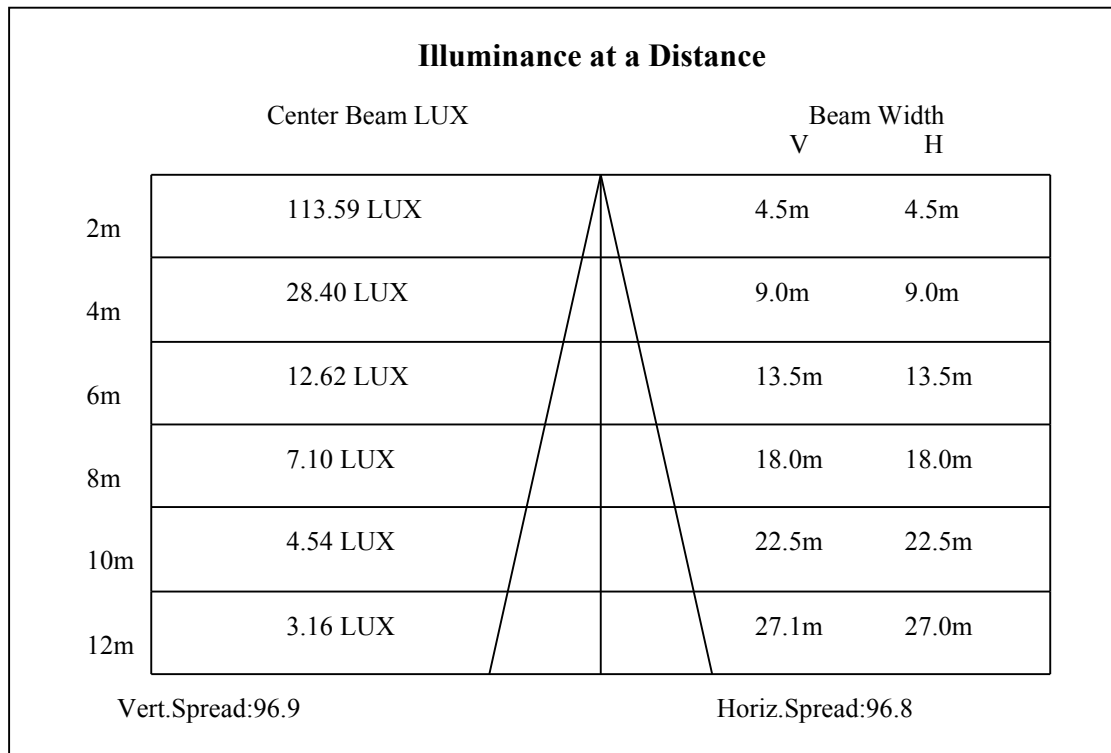 Illuminance at a Distance
Center Beam LUX Beam Width
V H
2m 113.59 LUX 4.5m 4.5m
4m 28.40 LUX 9.0m 9.0m
6m 12.62 LUX 13.5m 13.5m
8m 7.10 LUX 18.0m 18.0m
10m 4.54 LUX 22.5m 22.5m
12m 3.16 LUX 27.1m 27.0m
Vert.Spread:96.9 Horiz.Spread:96.8